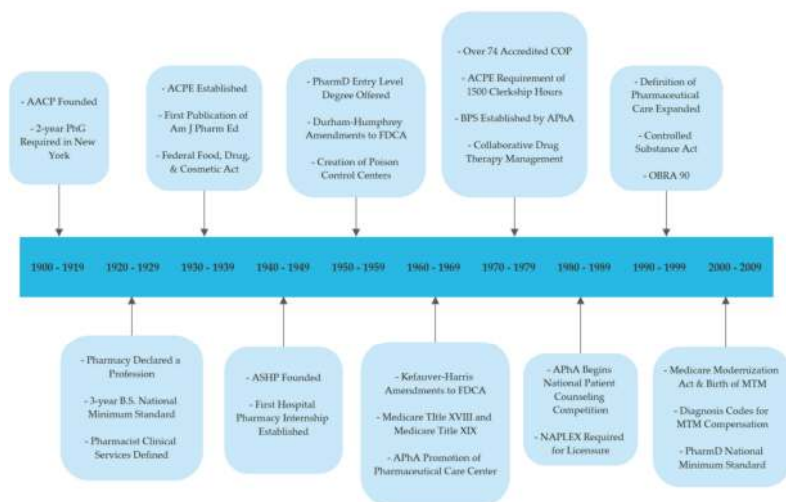 - AACP Founded
- 2-year PhG
Required in New
York
- ACPE Established
- First Publication of
Am J Pharm Ed
- Federal Food, Drug,
& Cosmetic Act
- PharmD Entry Level
Degree Offered
- Durham-Humphrey
Amendments to FDCA
- Creation of Poison
Control Centers
- Over 74 Accredited COP
- ACPE Requirement of
1500 Clerkship Hours
- BPS Established by APhA
- Collaborative Drug
Therapy Management
- Definition of
Pharmaceutical
Care Expanded
- Controlled
Substance Act
- OBRA 90
1900 - 1919
1920 - 1929
1930 - 1939
1940 - 1949
1950 - 1959
1960 - 1969
1970 - 1979
1980 - 1989
1990 - 1999
2000 - 2009
- Pharmacy Declared a
Profession
- 3-year B.S. National
Minimum Standard
- Pharmacist Clinical
Services Defined
- ASHP Founded
- First Hospital
Pharmacy Internship
Established
- Kefauver-Harris
Amendments to FDCA
- Medicare TItle XVIII and
Medicare Title XIX
- APhA Promotion of
Pharmaceutical Care Center
- APhA Begins
National Patient
Counseling
Competition
- NAPLEX Required
for Licensure
- Medicare Modernization
Act & Birth of MTM
- Diagnosis Codes for
MTM Compensation
- PharmD National
Minimum Standard